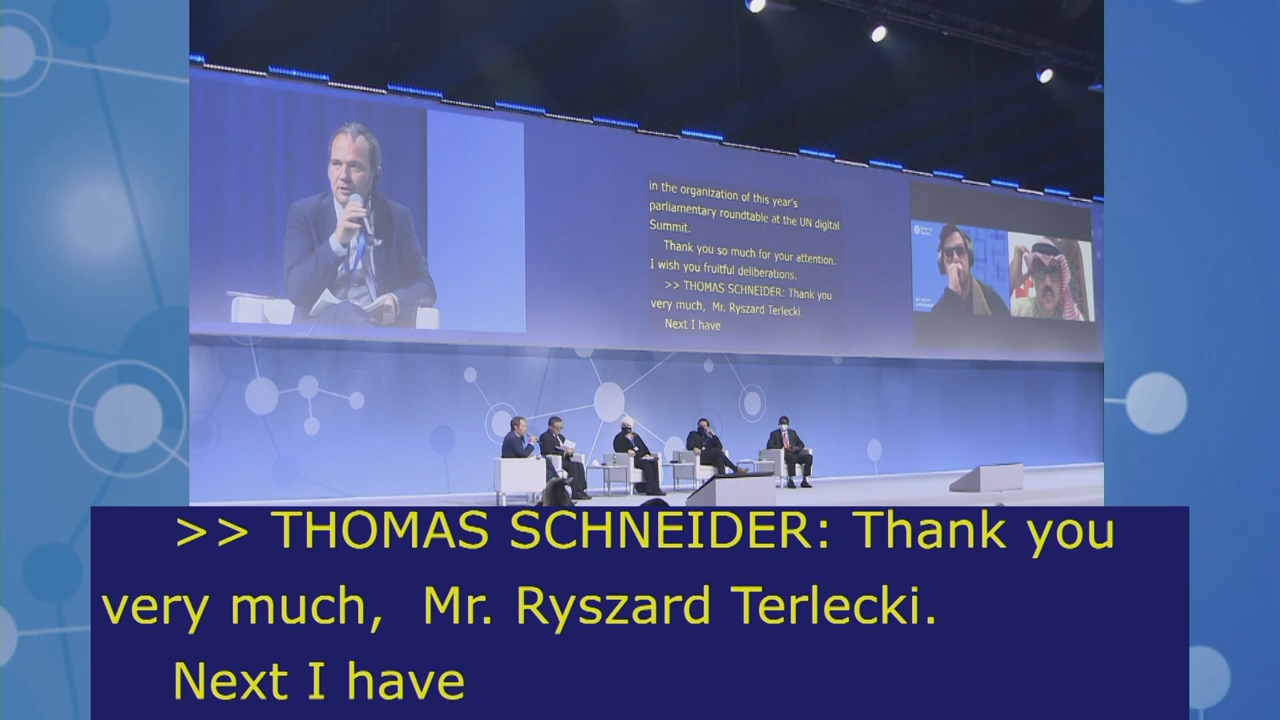 in the organization of this year's
parliamentary roundtable at the UN digital
Summit.
Thank you so much for your attention.
I wish you fruitful deliberations.
>> THOMAS SCHNEIDER: Thank you
very much, Mr. Ryszard Terlecki.
Next I have
>> THOMAS SCHNEIDER: Thank you
very much, Mr. Ryszard Terlecki.
Next I have